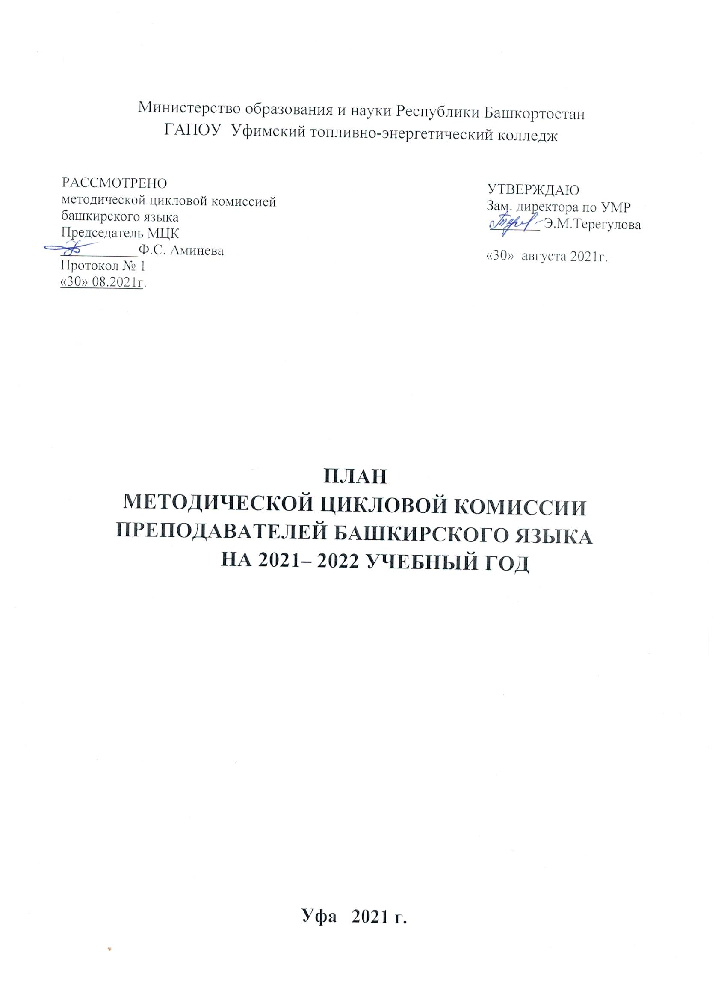 Министерство образования и науки Республики Башкортостан
ГАПОУ  Уфимский топливно-энергетический колледж
РАССМОТРЕНО
методической цикловой комиссией
башкирского языка
Председатель МЦК
___________Ф.С. Аминева
Протокол № 1
«30» 08.2021г.
УТВЕРЖДАЮ
Зам. директора по УМР
_______ Э.М.Терегулова
«30»  августа 2021г.
ПЛАН
МЕТОДИЧЕСКОЙ ЦИКЛОВОЙ КОМИССИИ
ПРЕПОДАВАТЕЛЕЙ БАШКИРСКОГО ЯЗЫКА
НА 2021– 2022 УЧЕБНЫЙ ГОД
Уфа   2021 г.